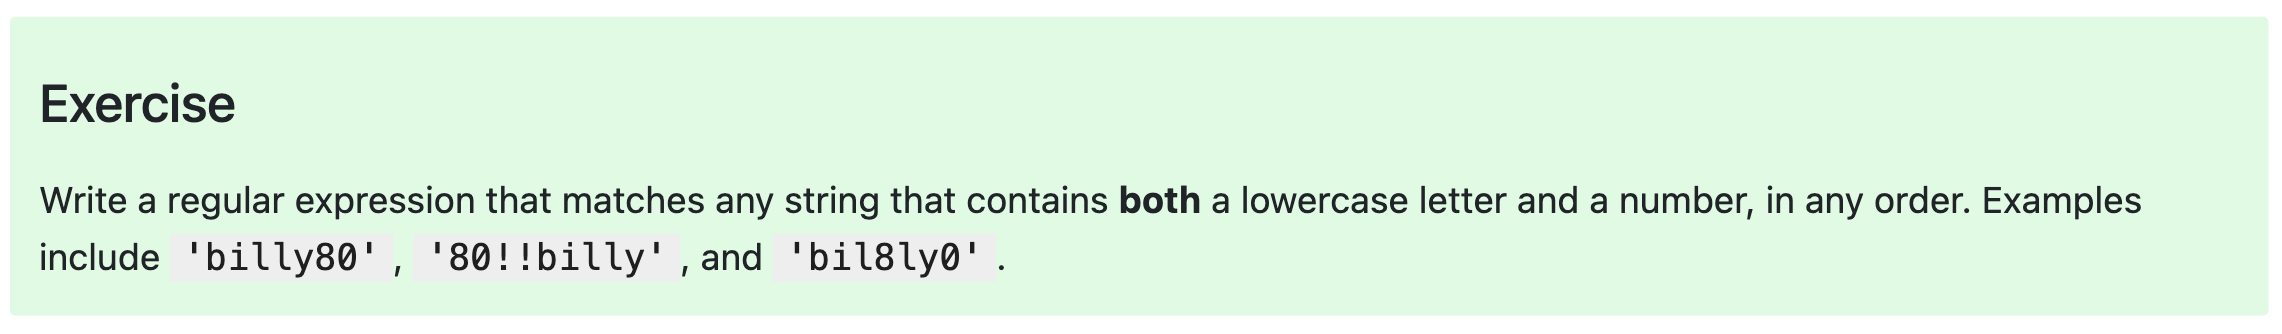 Exercise
Write a regular expression that matches any string that contains both a lowercase letter and a number, in any order. Examples
include 'billy80' , '80!!billy' , and 'bil8ly0' .